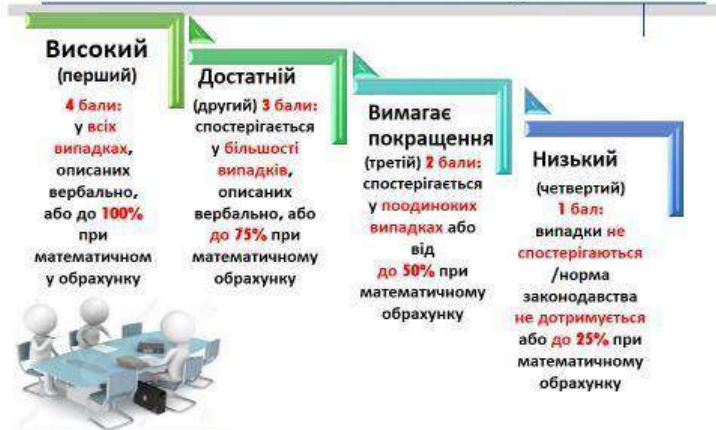 Високий
(перший)
4 бали:
у всіх
випадках,
описаних
вербально,
або до 100%
при
математичном
у обрахунку
Достатній
(другий) 3 бали:
спостерігається
у більшості
випадків,
описаних
вербально, або
до 75% при
математичному
обрахунку
Вимагає
покращення
(третій) 2 бали:
спостерігається
у поодиноких
випадках або
від
до 50% при
математичному
обрахунку
Низький
(четвертий)
1 бал:
випадки не
спостерігаються
/норма
законодавства
не дотримується
або до 25% при
математичному
обрахунку